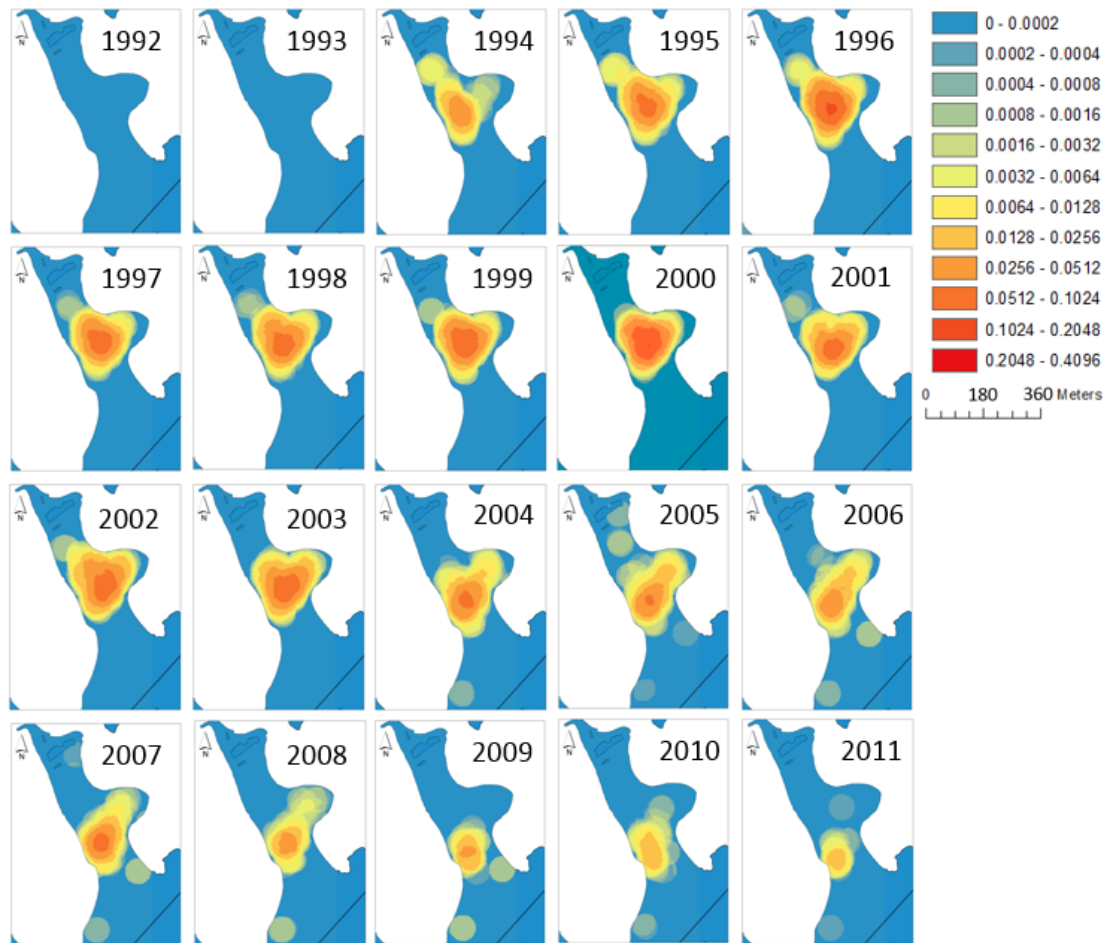 1992
1993
1994
1995
1996
N
N
N
N
N
0 - 0.0002
0.0002 - 0.0004
0.0004 - 0.0008
0.0008 - 0.0016
0.0016 - 0.0032
0.0032 - 0.0064
0.0064 - 0.0128
0.0128 - 0.0256
0.0256 - 0.0512
0.0512 - 0.1024
0.1024 - 0.2048
0.2048 - 0.4096
0 180 360 Meters
1997
1998
1999
2000
2001
N
N
N
N
N
2002
2003
2004
2005
2006
N
N
N
N
N
2007
2008
2009
2010
2011
N
N
N
N
N